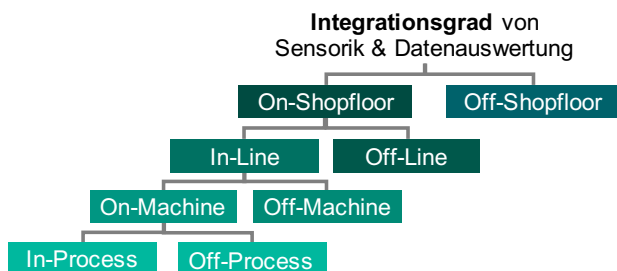 Integrationsgrad von
Sensorik & Datenauswertung
On-Shopfloor Off-Shopfloor
In-Line Off-Line
On-Machine Off-Machine
In-Process Off-Process